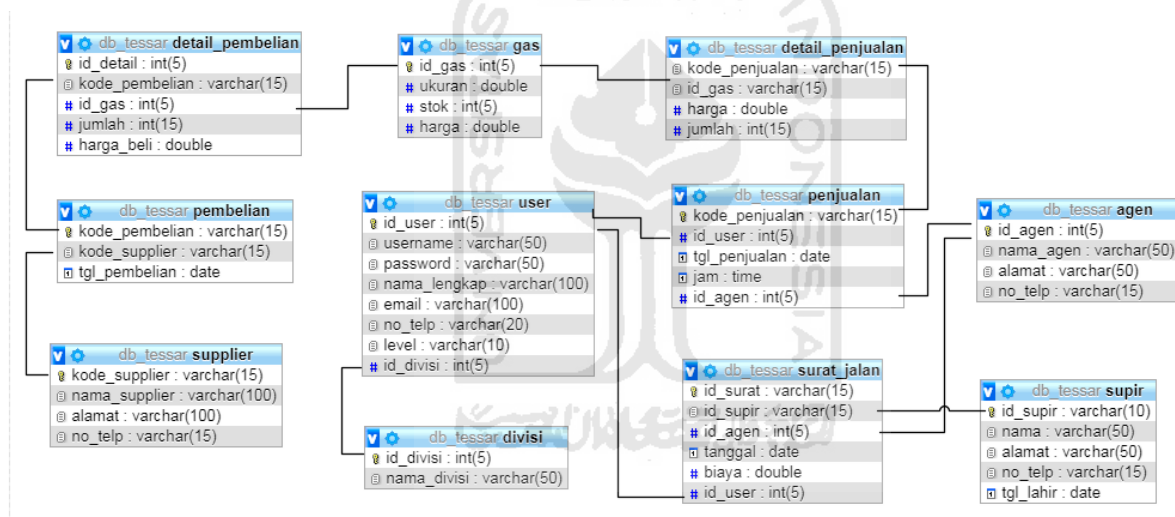 db_tessar detail_pembelian
id_detail : int(5)
kode_pembelian : varchar(15)
id_gas : int(5)
jumlah : int(15)
harga_beli : double
db_tessar gas
id_gas : int(5)
ukuran : double
stok : int(5)
harga : double
db_tessar detail_penjualan
kode_penjualan : varchar(15)
id_gas : varchar(15)
harga : double
jumlah : int(15)
db_tessar pembelian
kode_pembelian : varchar(15)
kode_supplier : varchar(15)
tgl_pembelian : date
db_tessar user
id_user : int(5)
username : varchar(50)
password : varchar(50)
nama_lengkap : varchar(100)
email : varchar(100)
no_telp : varchar(20)
level : varchar(10)
id_divisi : int(5)
db_tessar penjualan
kode_penjualan : varchar(15)
id_user : int(5)
tgl_penjualan : date
jam : time
id_agen : int(5)
db_tessar agen
id_agen : int(5)
nama_agen : varchar(50)
alamat : varchar(50)
no_telp : varchar(15)
db_tessar supplier
kode_supplier : varchar(15)
nama_supplier : varchar(100)
alamat : varchar(100)
no_telp : varchar(15)
db_tessar divisi
id_divisi : int(5)
nama_divisi : varchar(50)
db_tessar surat_jalan
id_surat : varchar(15)
id_supir : varchar(15)
id_agen : int(5)
tanggal : date
biaya : double
id_user : int(5)
db_tessar supir
id_supir : varchar(10)
nama : varchar(50)
alamat : varchar(50)
no_telp : varchar(15)
tgl_lahir : date